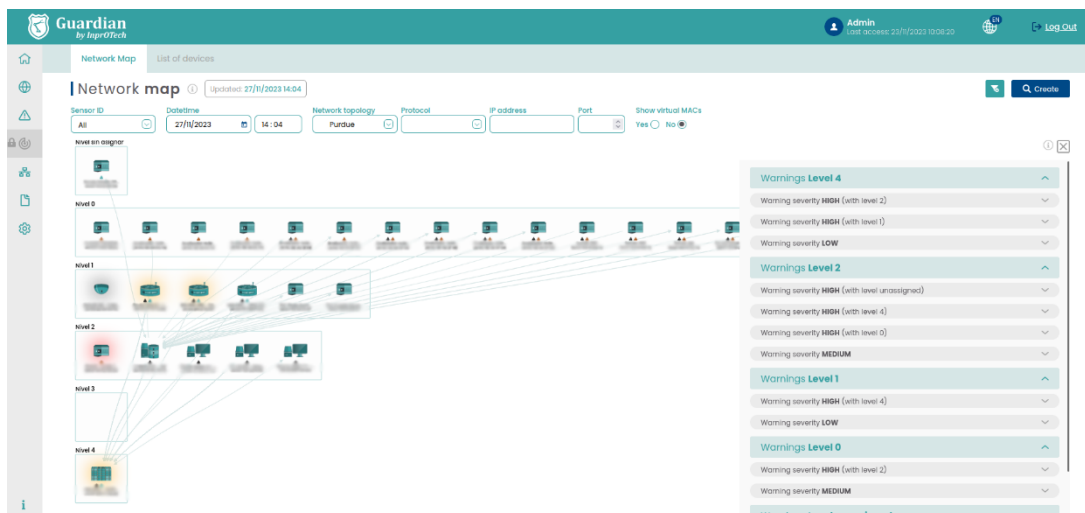 Guardian
by InprOTech
Admin
Last access: 23/11/2023 10:08:20
EN
Log Out
Network Map
List of devices
Network map
Updated: 27/11/2023 14:04
Create
Sensor ID
Datetime
Network topology
Protocol
IP address
Port
Show virtual MACs
All
27/11/2023
14:04
Purdue
Yes
No
Nivel sin asignar
Nivel 0
Nivel 1
Nivel 2
Nivel 3
Nivel 4
Warnings Level 4
Warning severity HIGH (with level 2)
Warning severity HIGH (with level 1)
Warning severity LOW
Warnings Level 2
Warning severity HIGH (with level unassigned)
Warning severity HIGH (with level 4)
Warning severity HIGH (with level 0)
Warning severity MEDIUM
Warnings Level 1
Warning severity HIGH (with level 4)
Warning severity LOW
Warnings Level 0
Warning severity HIGH (with level 2)
Warning severity MEDIUM